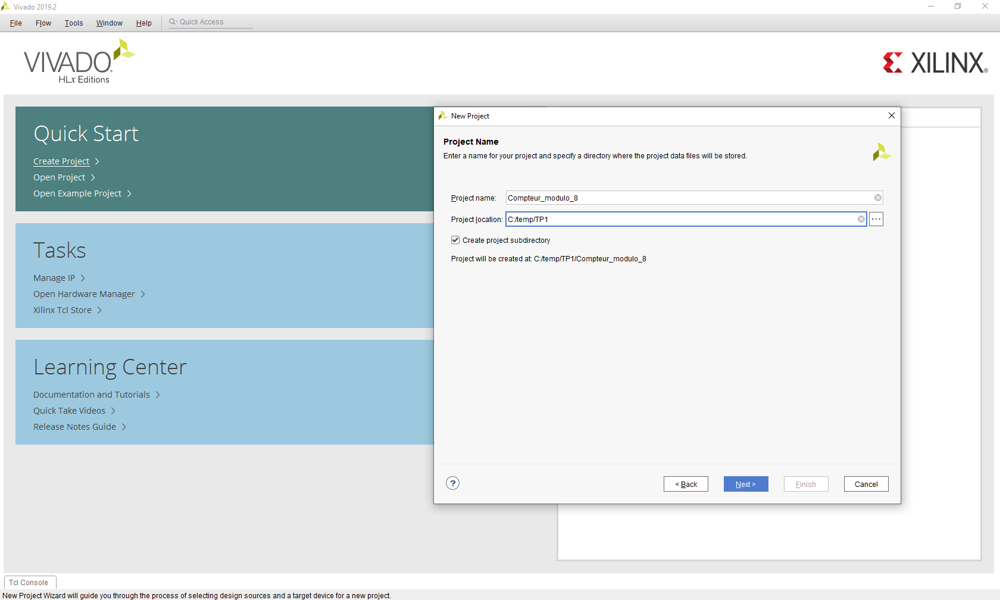 Vivado 2019.2
File Flow Tools Window Help Quick Access
VIVADO®
HLx Editions
XILINX®
Quick Start
Create Project
Open Project
Open Example Project
Tasks
Manage IP
Open Hardware Manager
Xilinx Tcl Store
Learning Center
Documentation and Tutorials
Quick Take Videos
Release Notes Guide
New Project
Project Name
Enter a name for your project and specify a directory where the project data files will be stored.
Project name: Compteur_modulo_8
Project location: C:/temp/TP1 ...
Create project subdirectory
Project will be created at: C:/temp/TP1/Compteur_modulo_8
? < Back Next > Finish Cancel
Tcl Console
New Project Wizard will guide you through the process of selecting design sources and a target device for a new project.